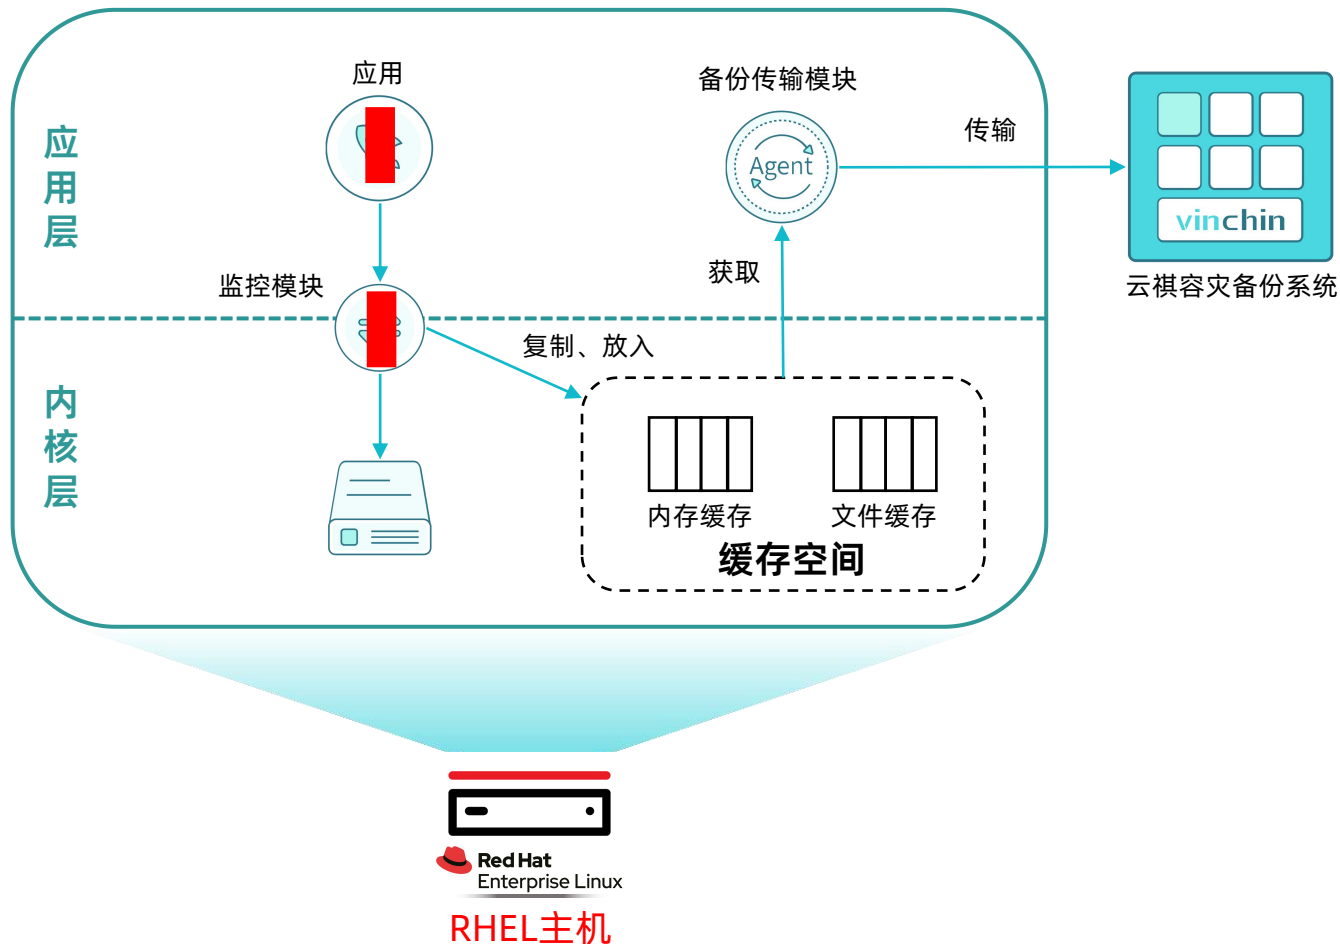 应用
备份传输模块
传输
应用层
Agent
vinchin
云祺容灾备份系统
监控模块
获取
复制、放入
内核层
内存缓存
文件缓存
缓存空间
Red Hat
Enterprise Linux
RHEL主机